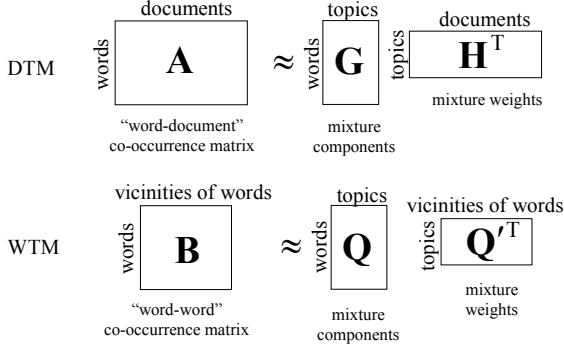 documents
topics
documents
DTM
words
A
≈
words
G
topics
H^T
"word-document"
co-occurrence matrix
mixture
components
mixture weights
vicinities of words
topics
vicinities of words
WTM
words
B
≈
words
Q
topics
Q′^T
"word-word"
co-occurrence matrix
mixture
components
mixture
weights